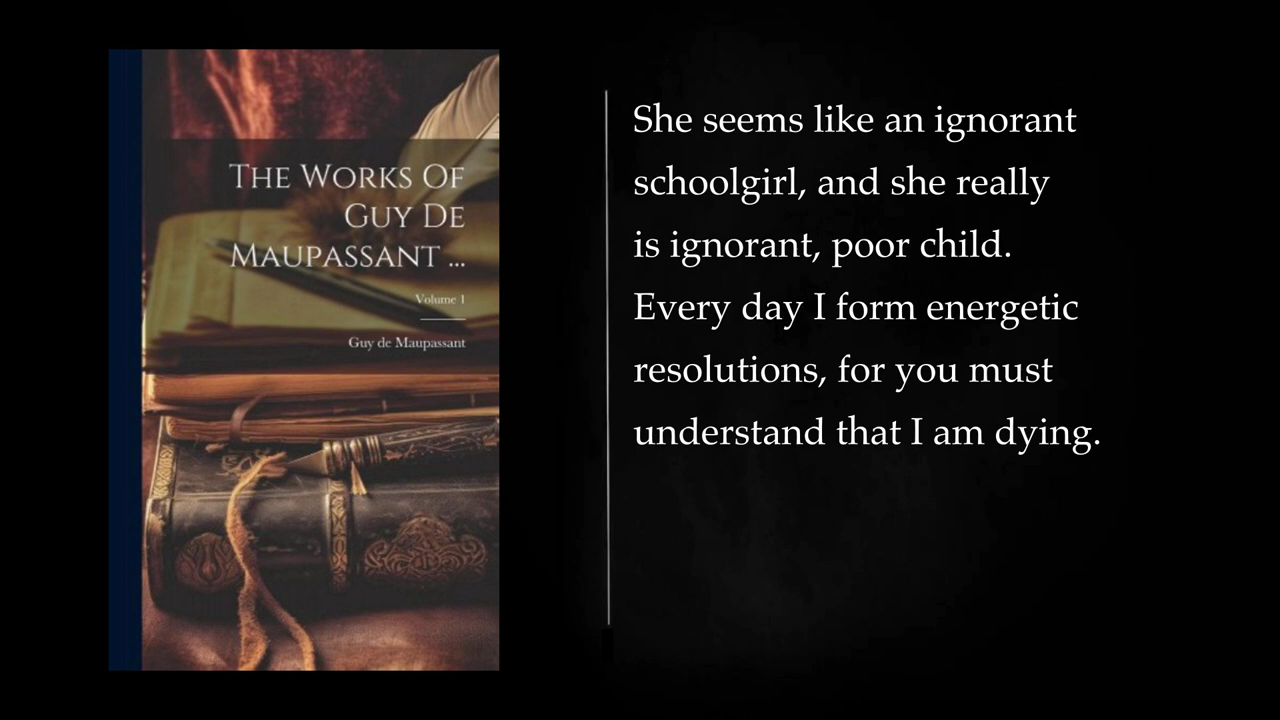 The Works Of
Guy De
Maupassant ...
Volume 1
Guy de Maupassant
She seems like an ignorant
schoolgirl, and she really
is ignorant, poor child.
Every day I form energetic
resolutions, for you must
understand that I am dying.